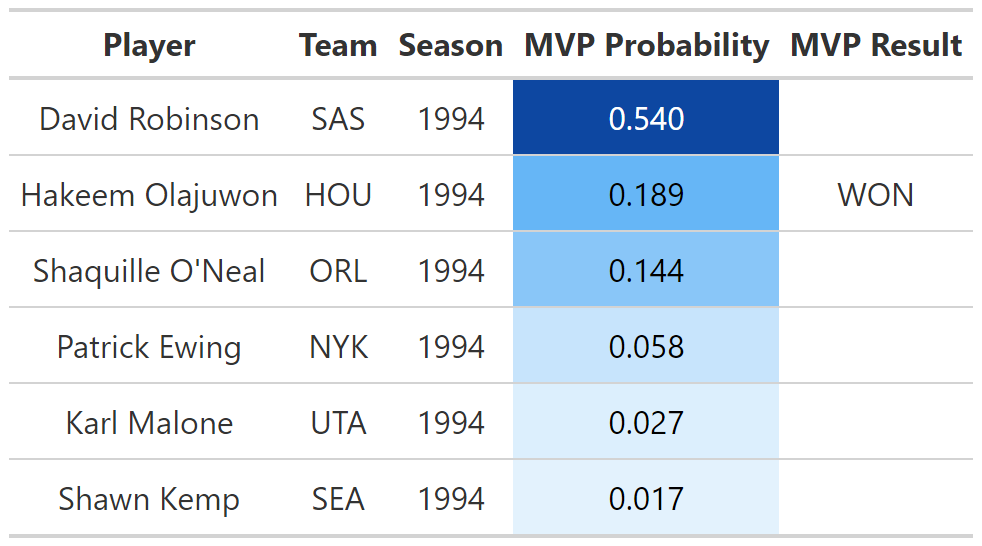 Player Team Season MVP Probability MVP Result
David Robinson SAS 1994 0.540
Hakeem Olajuwon HOU 1994 0.189 WON
Shaquille O'Neal ORL 1994 0.144
Patrick Ewing NYK 1994 0.058
Karl Malone UTA 1994 0.027
Shawn Kemp SEA 1994 0.017